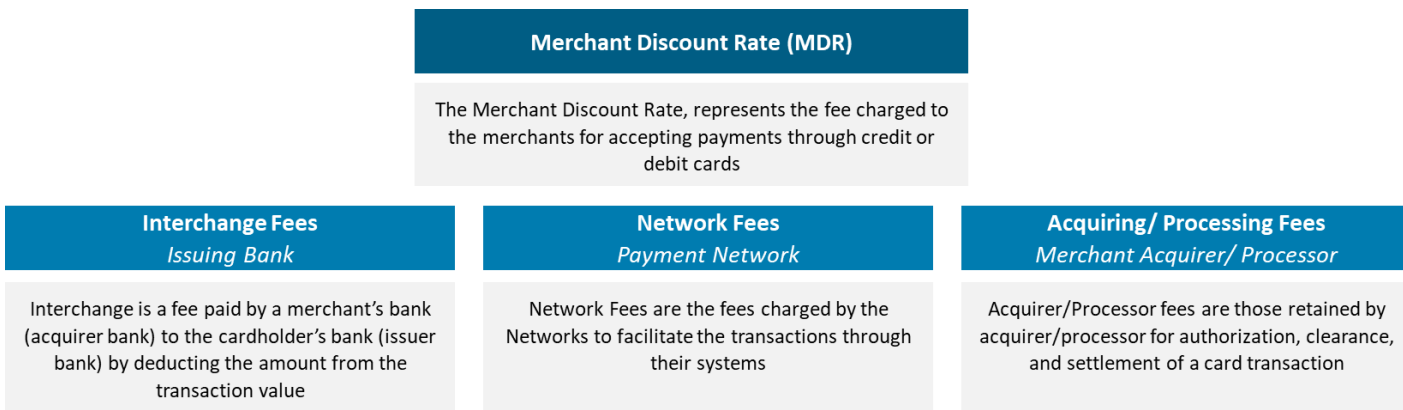 Merchant Discount Rate (MDR)
The Merchant Discount Rate, represents the fee charged to
the merchants for accepting payments through credit or
debit cards
Interchange Fees
Issuing Bank
Interchange is a fee paid by a merchant's bank
(acquirer bank) to the cardholder's bank (issuer
bank) by deducting the amount from the
transaction value
Network Fees
Payment Network
Network Fees are the fees charged by the
Networks to facilitate the transactions through
their systems
Acquiring/ Processing Fees
Merchant Acquirer/ Processor
Acquirer/Processor fees are those retained by
acquirer/processor for authorization, clearance,
and settlement of a card transaction